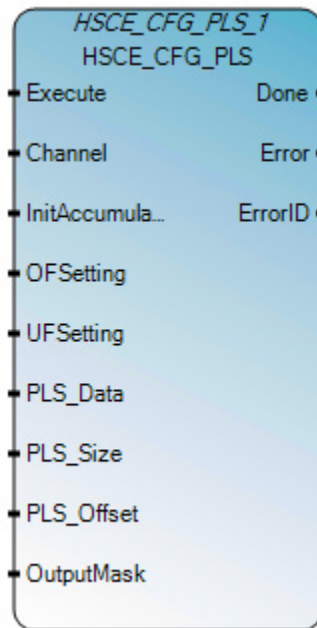 HSCE_CFG_PLS_1
HSCE_CFG_PLS
Execute Done
Channel Error
InitAccumula... ErrorID
OFSetting
UFSetting
PLS_Data
PLS_Size
PLS_Offset
OutputMask